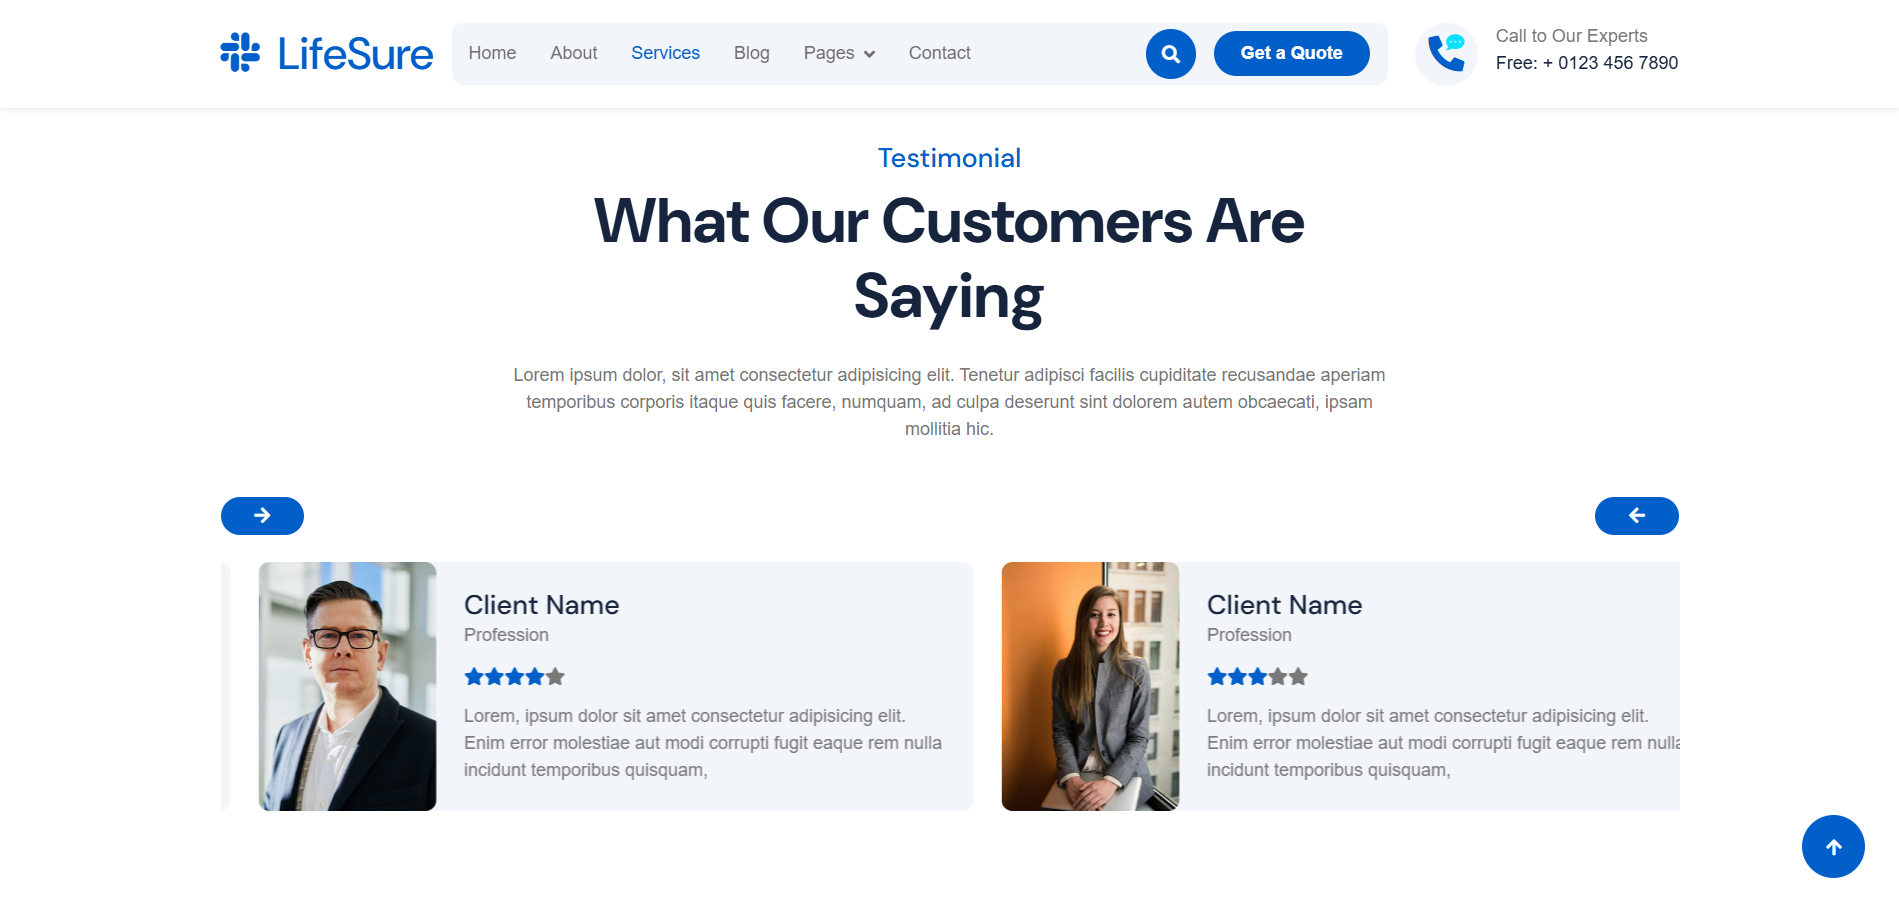 LifeSure
Home About Services Blog Pages Contact
Get a Quote
Call to Our Experts
Free: + 0123 456 7890
Testimonial
What Our Customers Are
Saying
Lorem ipsum dolor, sit amet consectetur adipisicing elit. Tenetur adipisci facilis cupiditate recusandae aperiam
temporibus corporis itaque quis facere, numquam, ad culpa deserunt sint dolorem autem obcaecati, ipsam
mollitia hic.
Client Name
Profession
Lorem, ipsum dolor sit amet consectetur adipisicing elit.
Enim error molestiae aut modi corrupti fugit eaque rem nulla
incidunt temporibus quisquam,
Client Name
Profession
Lorem, ipsum dolor sit amet consectetur adipisicing elit.
Enim error molestiae aut modi corrupti fugit eaque rem nulla
incidunt temporibus quisquam,